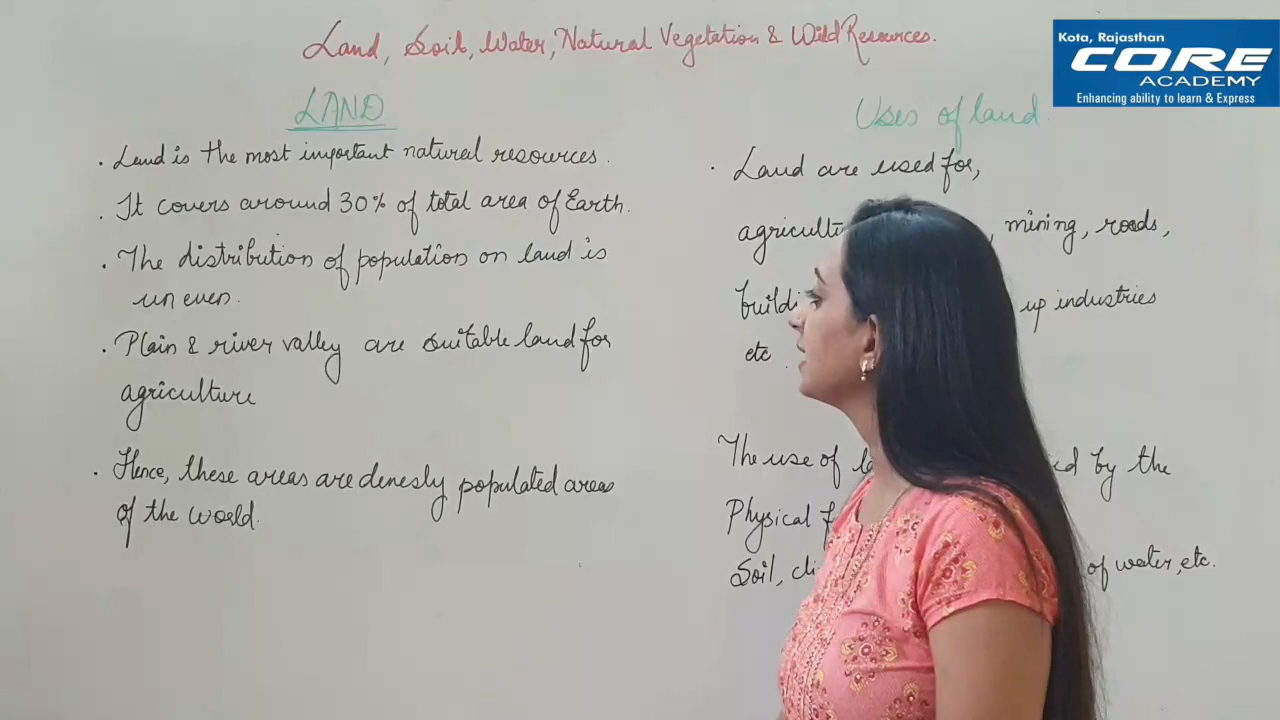 Land, Soil, Water, Natural Vegetation & Wild Resources.
Kota, Rajasthan
CORE
ACADEMY
Enhancing ability to learn & Express
LAND
. Land is the most important natural resources.
. It covers around 30% of total area of Earth.
. The distribution of population on land is
uneven.
. Plain & river valley are suitable land for
agriculture
. Hence, these areas are denesly populated areas
of the world.
Uses of land.
. Land are used for,
, mining, roads,
up industries
etc.
The use of by the
Physical
Soil, of water, etc.